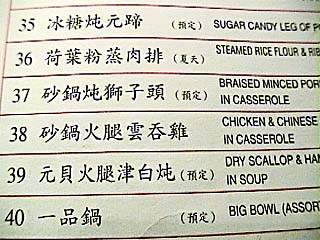 35 冰糖炖元蹄 (預定) SUGAR CANDY LEG OF
36 荷葉粉蒸肉排 (夏天) STEAMED RICE FLOUR &
37 砂鍋炖獅子頭 (預定) BRAISED MINCED
IN CASSEROLE
38 砂鍋火腿雲吞雞 CHICKEN & CHINESE
IN CASSEROLE
39 元貝火腿津白炖 (預定) DRY SCALLOP &
IN SOUP
40 一品鍋 (預定) BIG BOWL